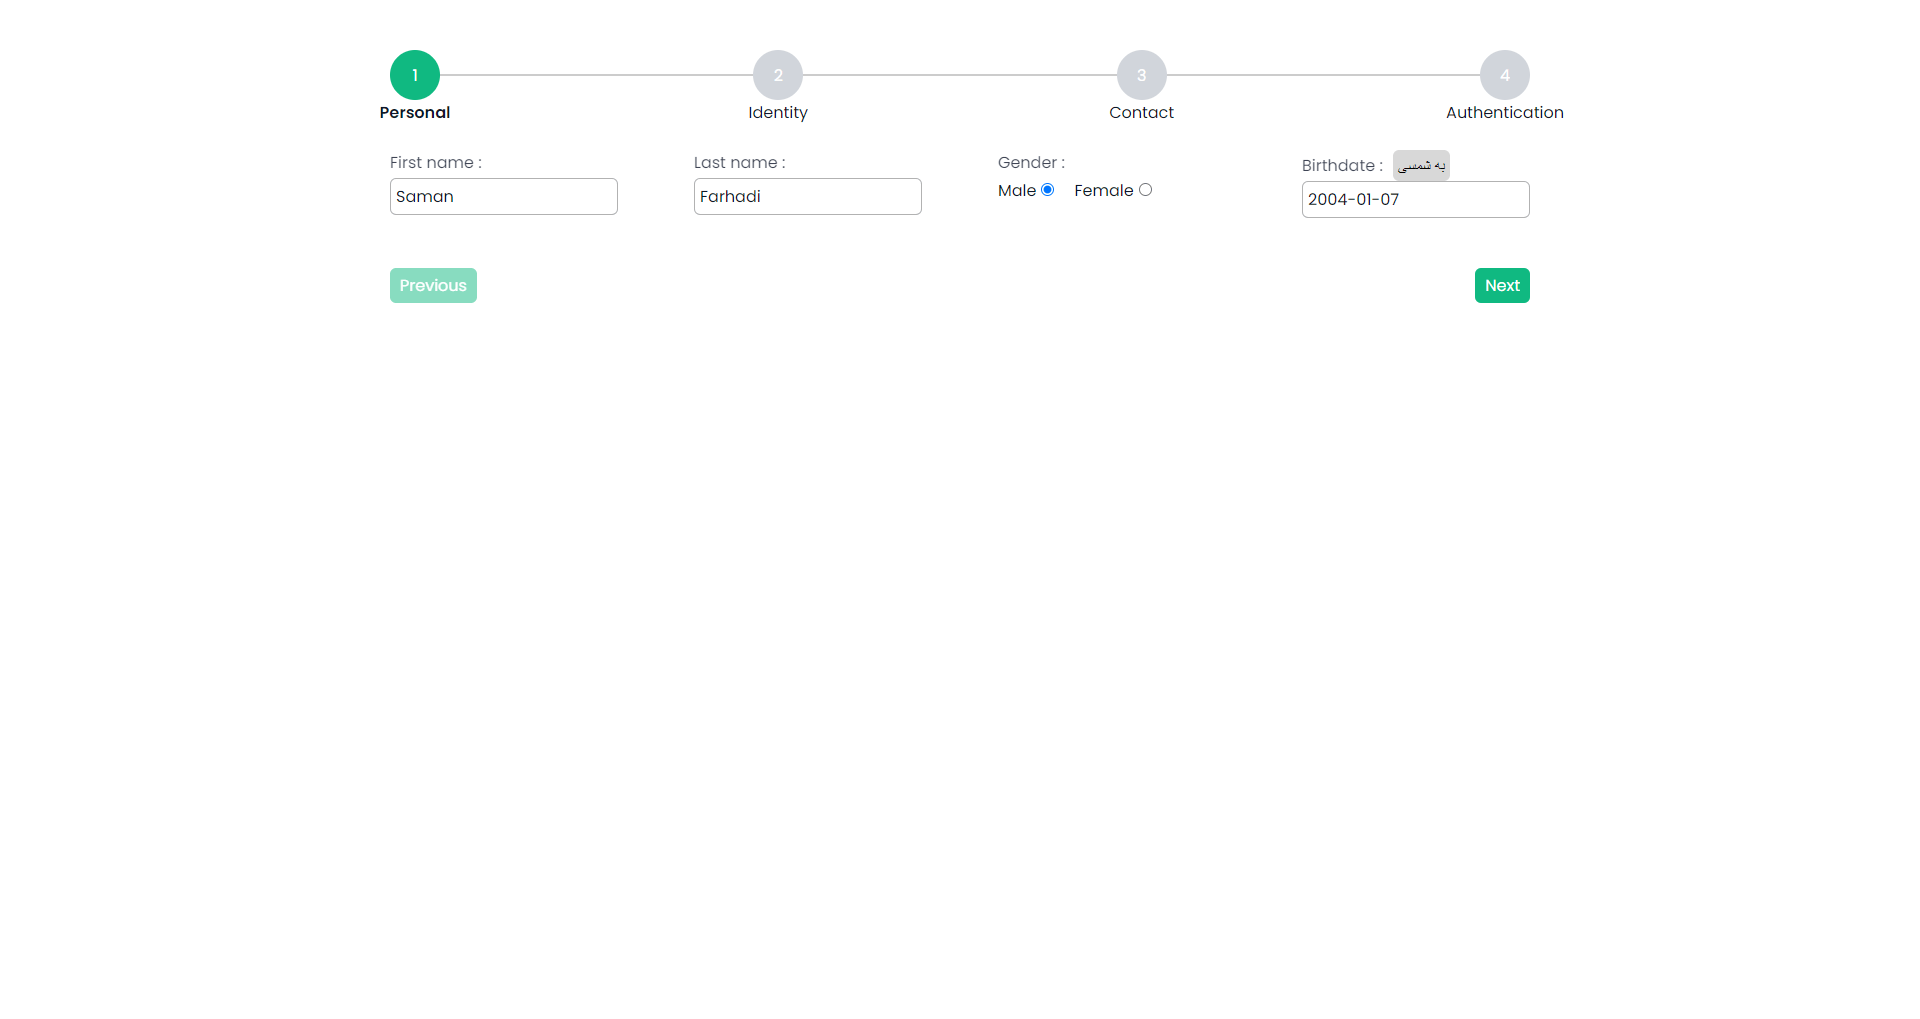 1 2 3 4
Personal Identity Contact Authentication
First name : Last name : Gender : Birthdate : به شمسی
Saman Farhadi Male Female 2004-01-07
Previous Next